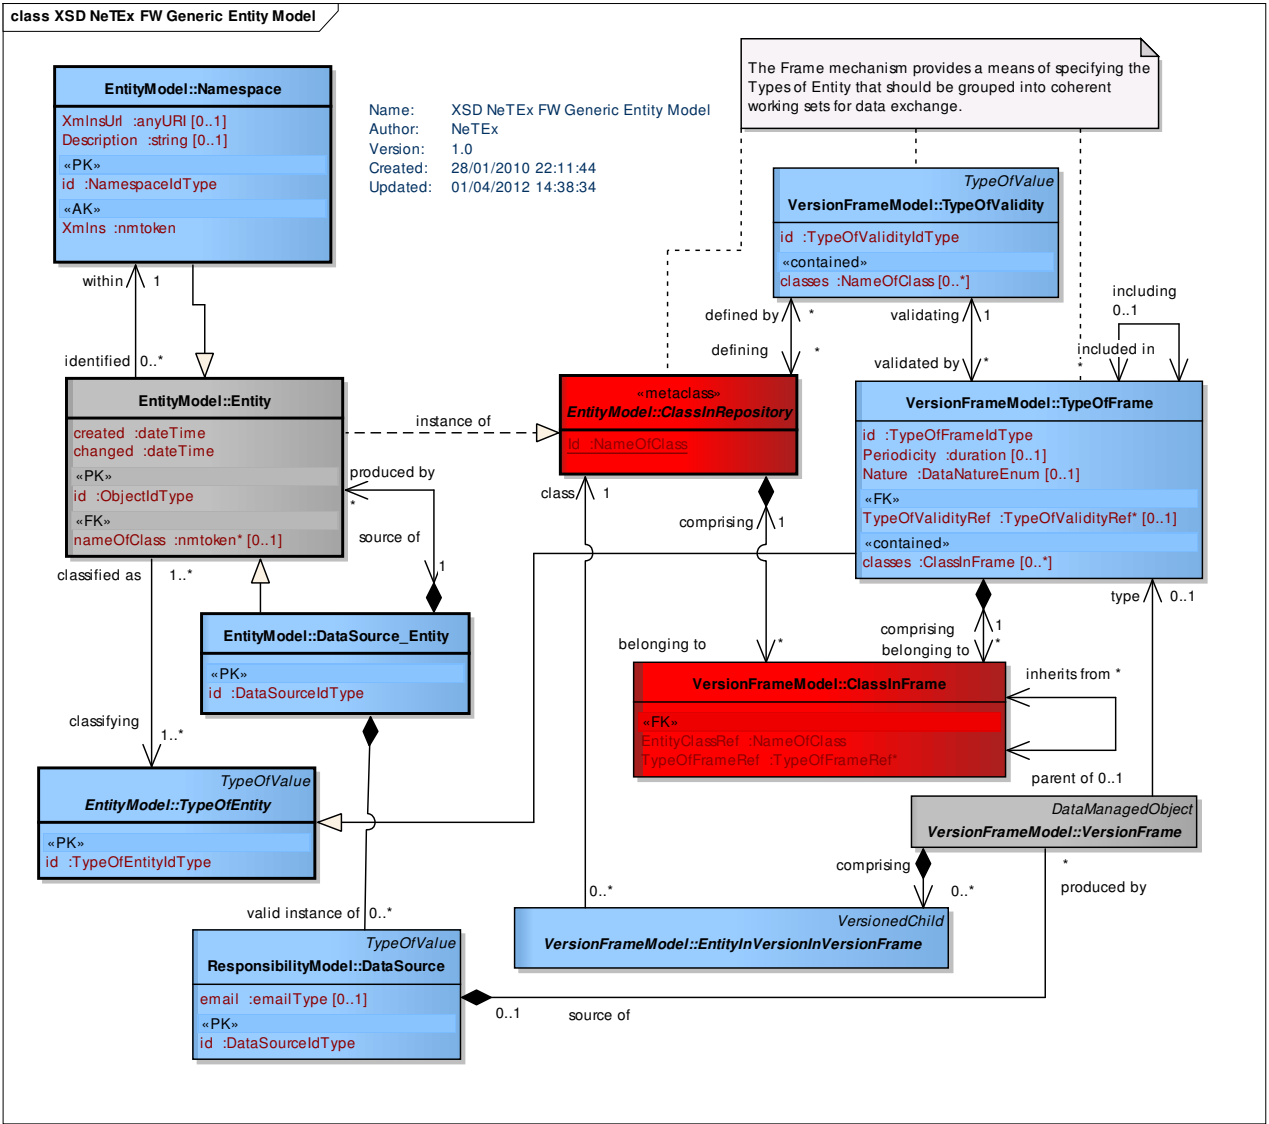 class XSD NeTEx FW Generic Entity Model
The Frame mechanism provides a means of specifying the
Types of Entity that should be grouped into coherent
working sets for data exchange.
EntityModel::Namespace
XmlnsUrl :anyURI [0..1]
Description :string [0..1]
«PK»
id :NamespaceIdType
«AK»
Xmlns :nmtoken
Name: XSD NeTEx FW Generic Entity Model
Author: NeTEx
Version: 1.0
Created: 28/01/2010 22:11:44
Updated: 01/04/2012 14:38:34
TypeOfValue
VersionFrameModel::TypeOfValidity
id :TypeOfValidityIdType
«contained»
classes :NameOfClass [0..*]
within 1
identified 0..*
defined by *
defining *
validating 1
validated by *
including
0..1
included in
*
EntityModel::Entity
created :dateTime
changed :dateTime
«PK»
id :ObjectIdType
«FK»
nameOfClass :nmtoken* [0..1]
instance of
«metaclass»
EntityModel::ClassInRepository
id :NameOfClass
VersionFrameModel::TypeOfFrame
id :TypeOfFrameIdType
Periodicity :duration [0..1]
Nature :DataNatureEnum [0..1]
«FK»
TypeOfValidityRef :TypeOfValidityRef* [0..1]
«contained»
classes :ClassInFrame [0..*]
produced by
*
source of
1
class 1
comprising 1
classified as 1..*
type 0..1
EntityModel::DataSource_Entity
«PK»
id :DataSourceIdType
comprising 1
belonging to *
belonging to *
VersionFrameModel::ClassInFrame
«FK»
EntityClassRef :NameOfClass
TypeOfFrameRef :TypeOfFrameRef*
inherits from *
parent of 0..1
classifying
1..*
TypeOfValue
EntityModel::TypeOfEntity
«PK»
id :TypeOfEntityIdType
DataManagedObject
VersionFrameModel::VersionFrame
comprising
0..*
*
produced by
0..*
valid instance of 0..*
VersionedChild
VersionFrameModel::EntityInVersionInVersionFrame
TypeOfValue
ResponsibilityModel::DataSource
email :emailType [0..1]
«PK»
id :DataSourceIdType
0..1
source of